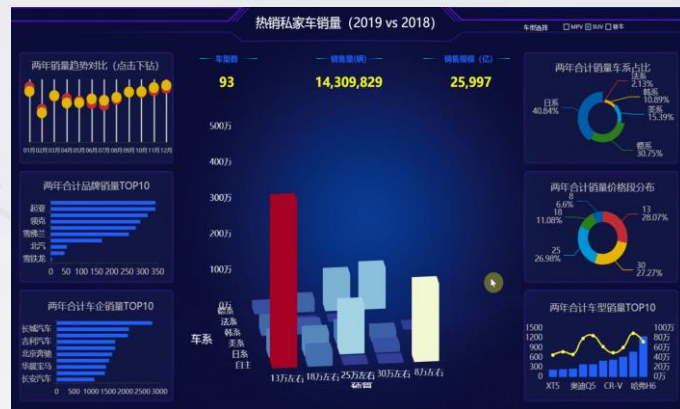 热销私家车销量（2019 vs 2018）
车型选择 MPV SUV 轿车
两年销量趋势对比（点击下钻）
01月 02月 03月 04月 05月 06月 07月 08月 09月 10月 11月 12月
车型数
93
销售量(辆)
14,309,829
销售规模（亿）
25,997
两年合计销量车系占比
法系
2.13%
韩系
10.89%
美系
15.39%
德系
30.75%
日系
40.84%
两年合计品牌销量TOP10
起亚
领克
雪佛兰
北汽
雪铁龙
0 50 100 150 200 250 300 350
500万
400万
300万
200万
100万
0万
德系
法系
韩系
美系
日系
自主
车系
13万左右 18万左右 25万左右 30万左右 8万左右
预算
两年合计销量价格段分布
8
6.6%
18
11.08%
25
26.98%
13
28.07%
30
27.27%
两年合计车企销量TOP10
长城汽车
吉利汽车
北京奔驰
华晨宝马
长安汽车
0 500 1000 1500 2000 2500 3000
两年合计车型销量TOP10
1500
1200
900
600
300
0
100万
80万
60万
40万
20万
0万
XT5 奥迪Q5 CR-V 哈弗H6